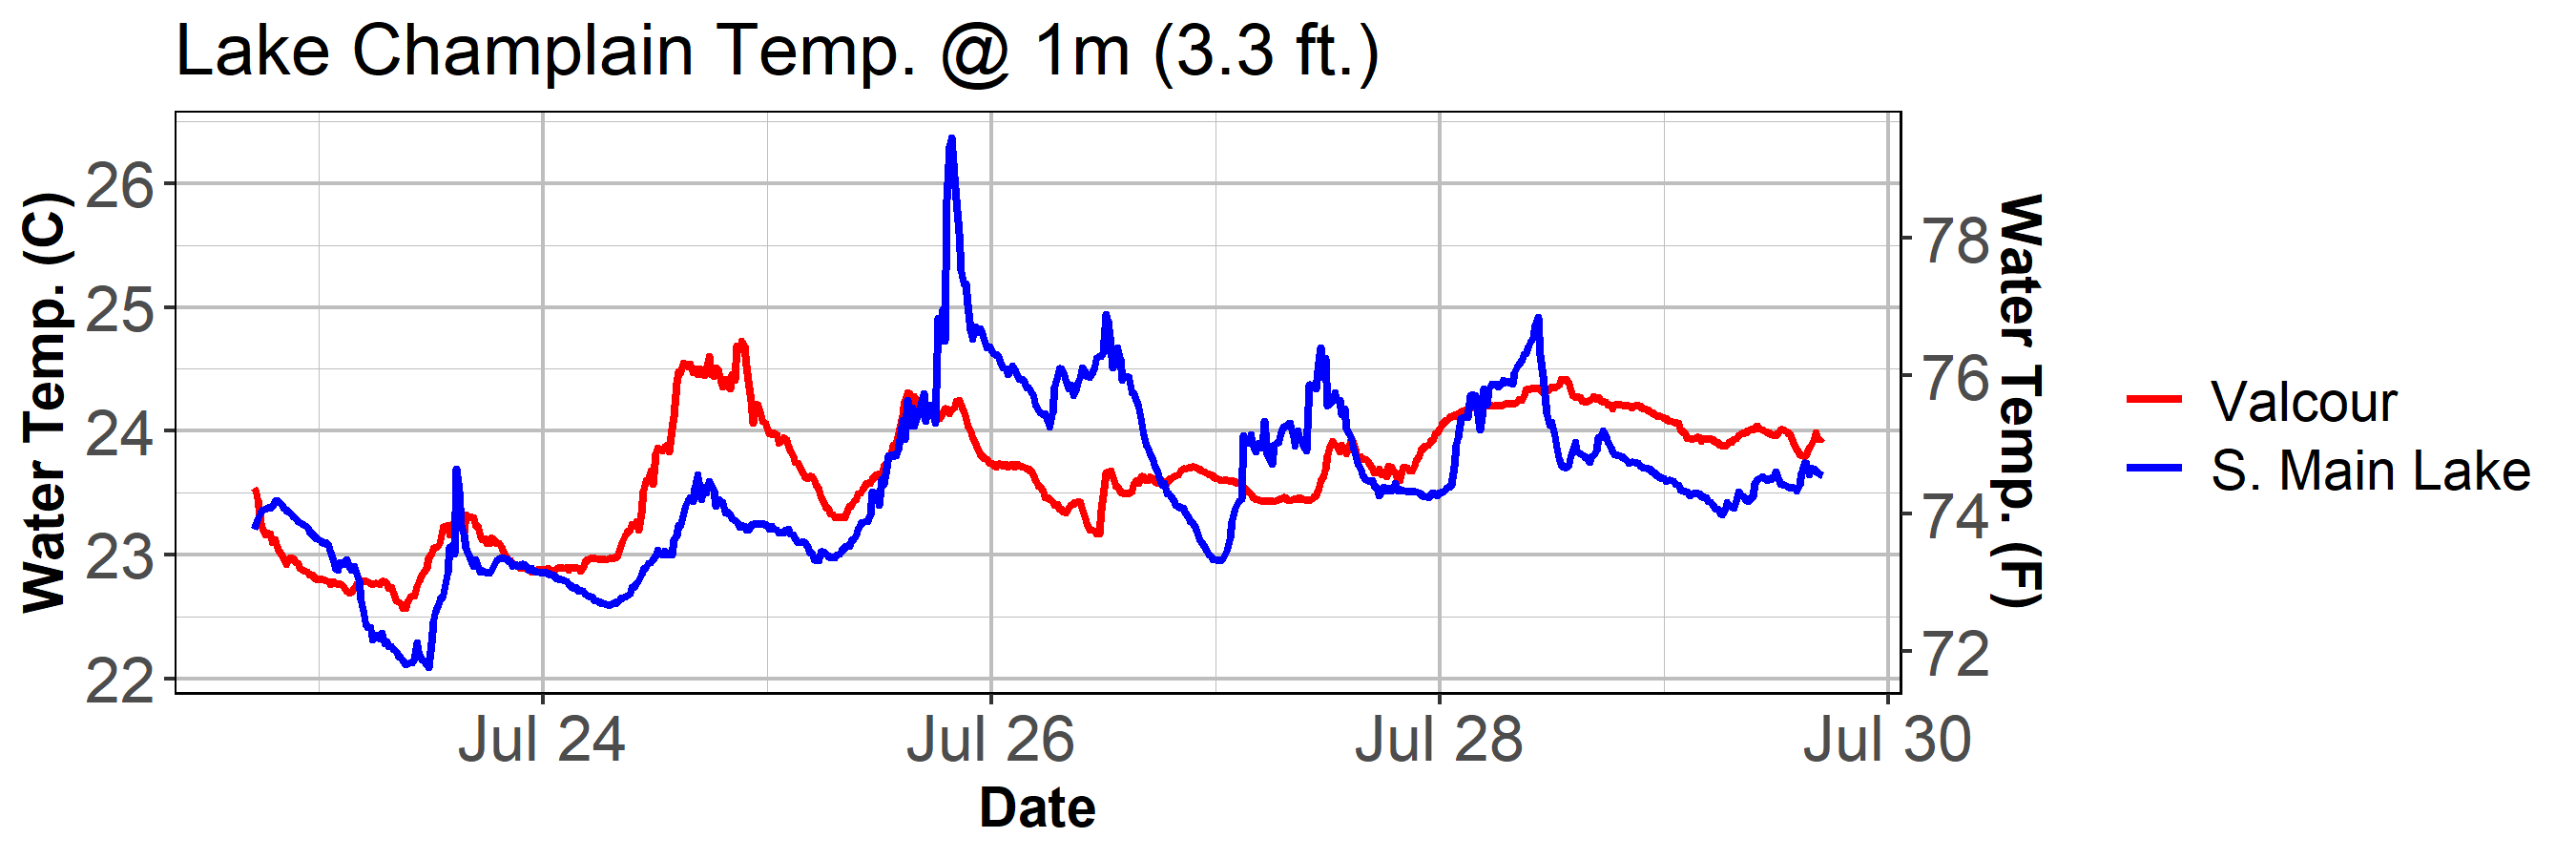 Lake Champlain Temp. @ 1m (3.3 ft.)
Water Temp. (C)
26
25
24
23
22
78
76
74
72
Water Temp. (F)
Jul 24
Jul 26
Jul 28
Jul 30
Date
Valcour
S. Main Lake